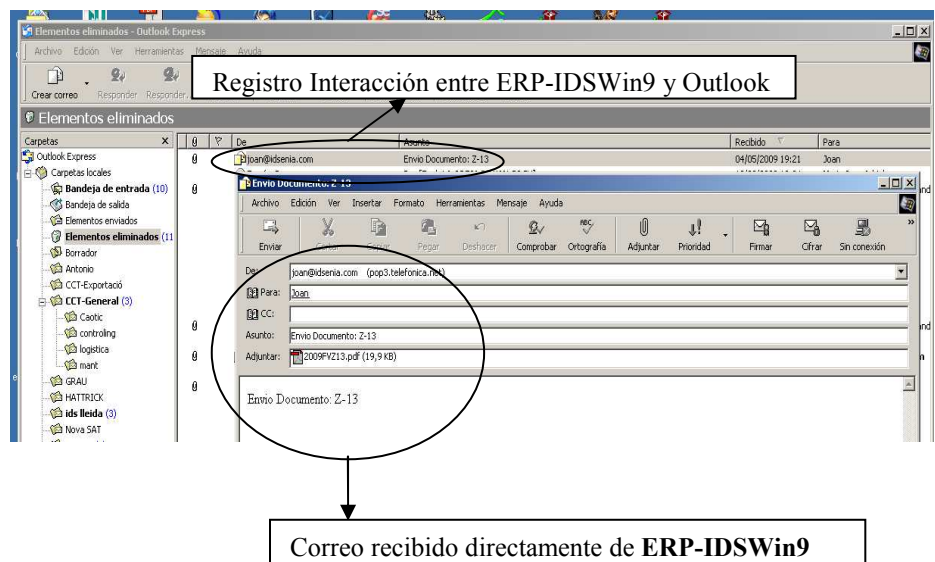 Elementos eliminados - Outlook Express
Archivo Edición Ver Herramientas Mensaje Ayuda
Crear correo Responder Responder
Registro Interacción entre ERP-IDSWin9 y Outlook
Elementos eliminados
Carpetas x
De Asunto Recibido Para
Outlook Express
Carpetas locales
Bandeja de entrada (10)
Bandeja de salida
Elementos enviados
Elementos eliminados (11
Borrador
Antonio
CCT-Exportació
CCT-General (3)
Caotic
controling
logistica
mant
GRAU
HATTRICK
ids lleida (3)
Nova SAT
joan@idsenia.com Envio Documento: Z-13 04/05/2009 19:21 Joan
Envio Documento: Z-13
Archivo Edición Ver Insertar Formato Herramientas Mensaje Ayuda
Enviar Cortar Copiar Pegar Deshacer Comprobar Ortografía Adjuntar Prioridad Firmar Cifrar Sin conexión
De: joan@idsenia.com (pop3.telefonica.net)
Para: Joan
CC:
Asunto: Envio Documento: Z-13
Adjuntar: 2009FVZ13.pdf (19,9 KB)
Envio Documento: Z-13
Correo recibido directamente de ERP-IDSWin9